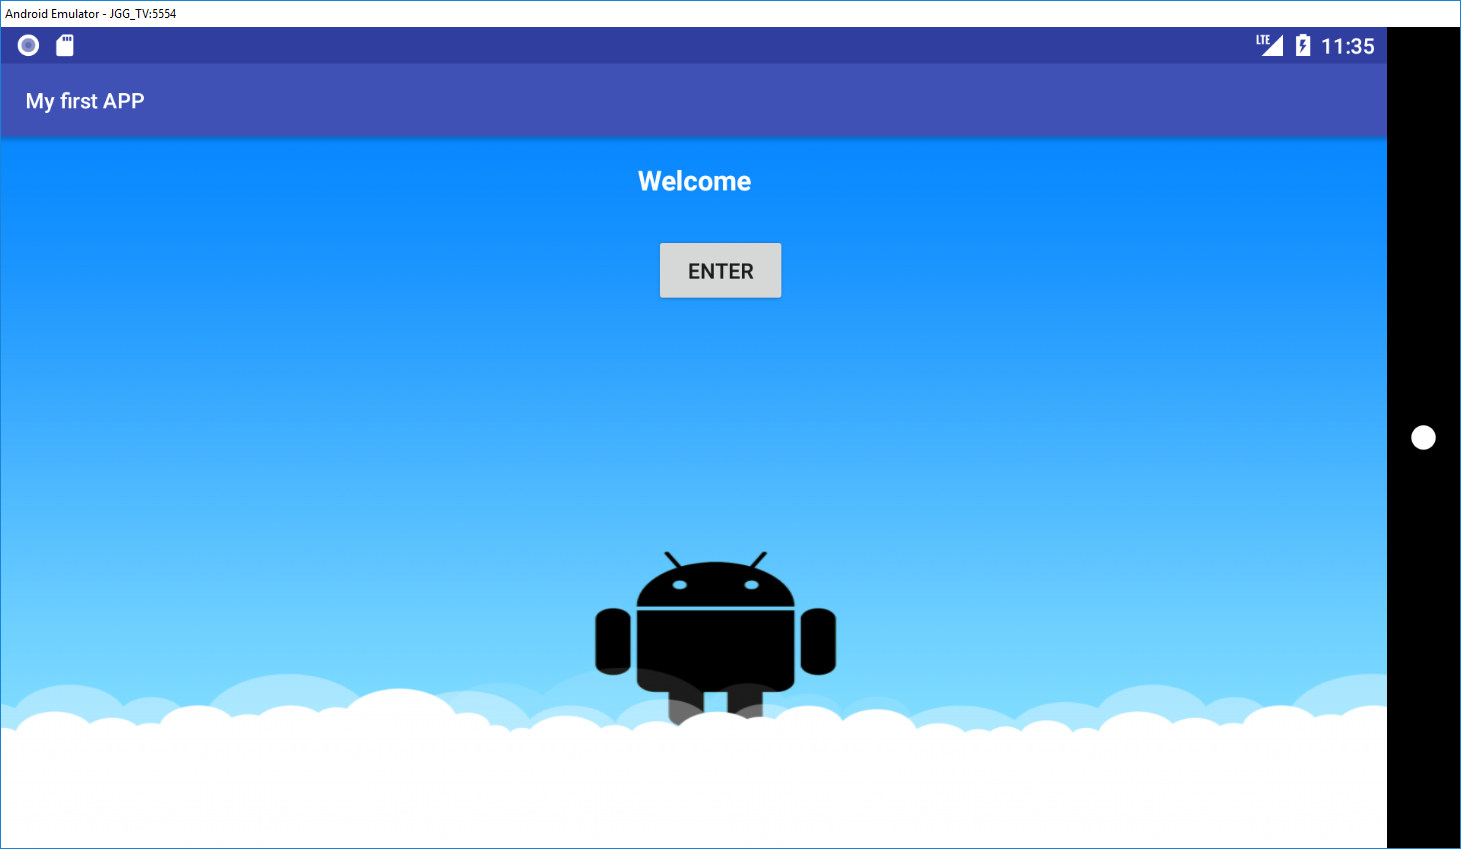 Android Emulator - JGG_TV:5554
LTE 11:35
My first APP
Welcome
ENTER